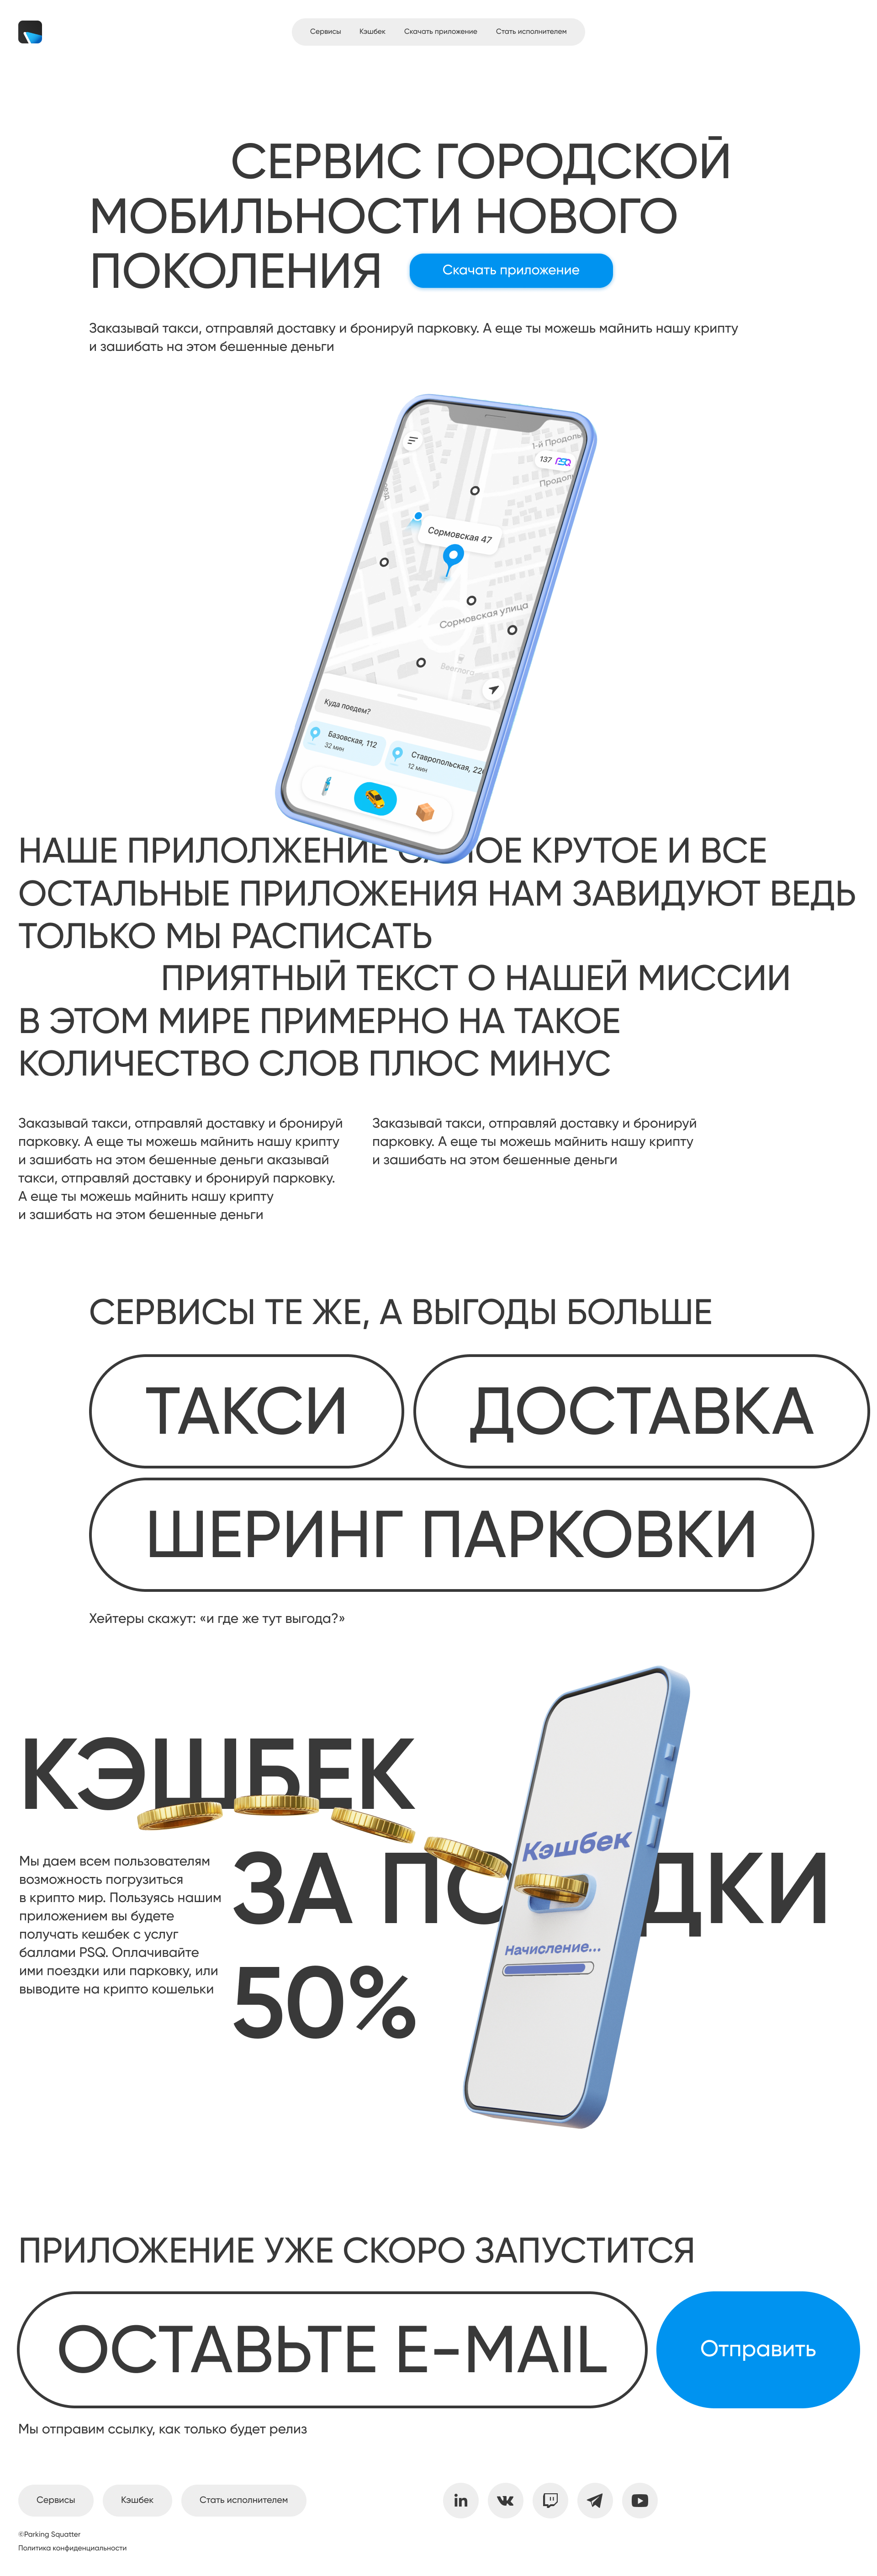 Сервисы Кэшбек Скачать приложение Стать исполнителем
СЕРВИС ГОРОДСКОЙ
МОБИЛЬНОСТИ НОВОГО
ПОКОЛЕНИЯ Скачать приложение
Заказывай такси, отправляй доставку и бронируй парковку. А еще ты можешь майнить нашу крипту
и зашибать на этом бешенные деньги
1-й Продоль
137 PSQ
Продол
Сормовская 47
Сормовская улица
Куда поедем?
Базовская, 112
32 мин
Ставропольская, 22
12 мин
НАШЕ ПРИЛОЛЖЕНИЕ САМОЕ КРУТОЕ И ВСЕ
ОСТАЛЬНЫЕ ПРИЛОЖЕНИЯ НАМ ЗАВИДУЮТ ВЕДЬ
ТОЛЬКО МЫ РАСПИСАТЬ
ПРИЯТНЫЙ ТЕКСТ О НАШЕЙ МИССИИ
В ЭТОМ МИРЕ ПРИМЕРНО НА ТАКОЕ
КОЛИЧЕСТВО СЛОВ ПЛЮС МИНУС
Заказывай такси, отправляй доставку и бронируй
парковку. А еще ты можешь майнить нашу крипту
и зашибать на этом бешенные деньги аказывай
такси, отправляй доставку и бронируй парковку.
А еще ты можешь майнить нашу крипту
и зашибать на этом бешенные деньги
Заказывай такси, отправляй доставку и бронируй
парковку. А еще ты можешь майнить нашу крипту
и зашибать на этом бешенные деньги
СЕРВИСЫ ТЕ ЖЕ, А ВЫГОДЫ БОЛЬШЕ
ТАКСИ ДОСТАВКА
ШЕРИНГ ПАРКОВКИ
Хейтеры скажут: «и где же тут выгода?»
КЭШБЕК
ЗА ПОЕЗДКИ
50%
Мы даем всем пользователям
возможность погрузиться
в крипто мир. Пользуясь нашим
приложением вы будете
получать кешбек с услуг
баллами PSQ. Оплачивайте
ими поездки или парковку, или
выводите на крипто кошельки
Кэшбек
Начисление...
ПРИЛОЖЕНИЕ УЖЕ СКОРО ЗАПУСТИТСЯ
ОСТАВЬТЕ E-MAIL Отправить
Мы отправим ссылку, как только будет релиз
Сервисы Кэшбек Стать исполнителем
©Parking Squatter
Политика конфиденциальности